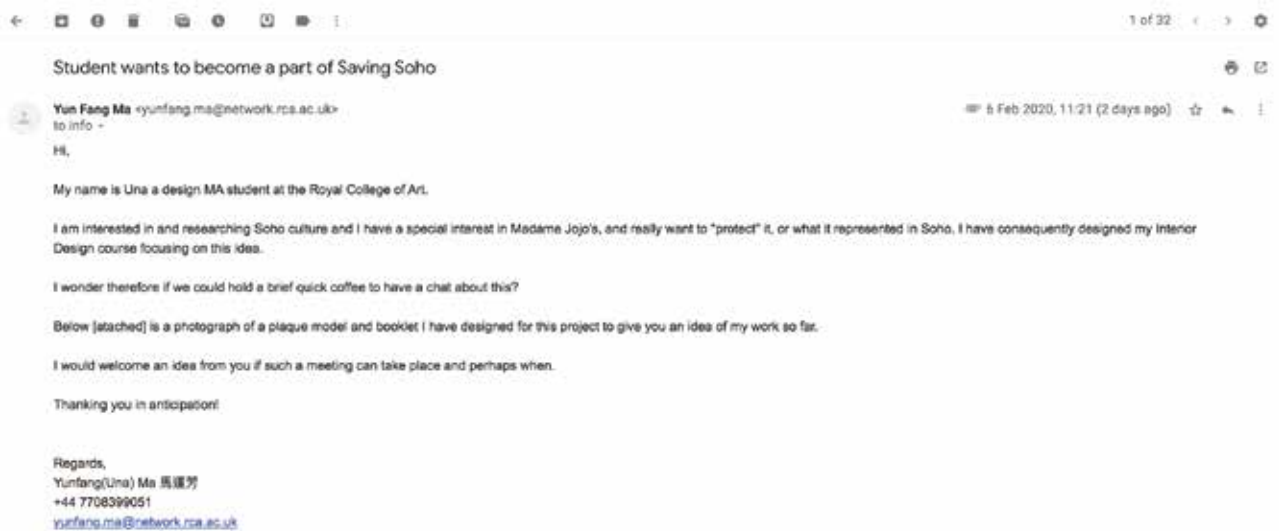 1 of 32
Student wants to become a part of Saving Soho
Yun Fang Ma <yunfang.ma@network.rca.ac.uk>
6 Feb 2020, 11:21 (2 days ago)
to info
Hi,
My name is Una a design MA student at the Royal College of Art.
I am interested in and researching Soho culture and I have a special interest in Madame Jojo's, and really want to "protect" it, or what it represented in Soho. I have consequently designed my Interior
Design course focusing on this idea.
I wonder therefore if we could hold a brief quick coffee to have a chat about this?
Below [atached] is a photograph of a plaque model and booklet I have designed for this project to give you an idea of my work so far.
I would welcome an idea from you if such a meeting can take place and perhaps when.
Thanking you in anticipation!
Regards,
Yunfang(Una) Ma 馬蕴芳
+44 7708399051
yunfang.ma@network.rca.ac.uk